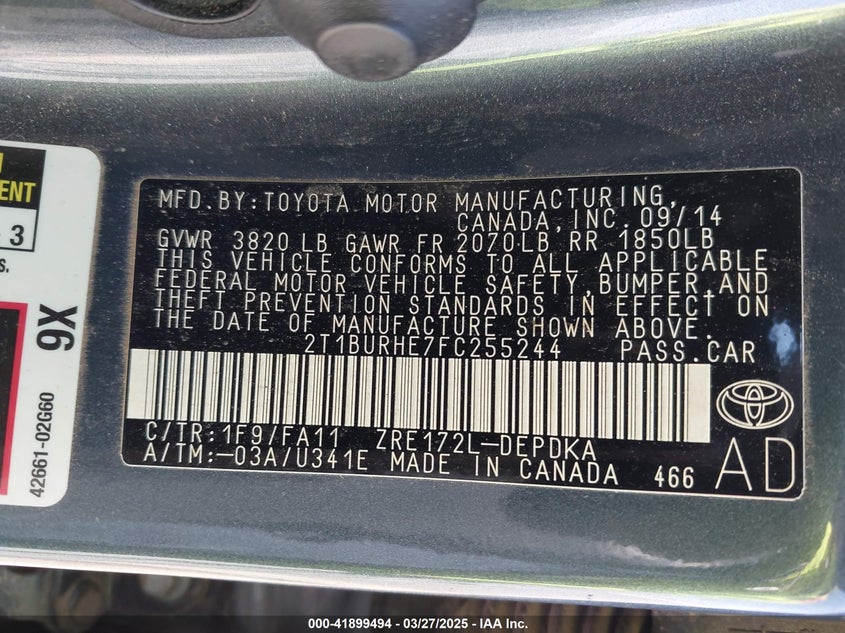 MFD. BY: TOYOTA MOTOR MANUFACTURING,
CANADA, INC. 09/14
GVWR 3820 LB GAWR FR 2070LB RR 1850LB
THIS VEHICLE CONFORMS TO ALL APPLICABLE
FEDERAL MOTOR VEHICLE SAFETY, BUMPER, AND
THEFT PREVENTION STANDARDS IN EFFECT ON
THE DATE OF MANUFACTURE SHOWN ABOVE.
2T1BURHE7FC255244 PASS.CAR
C/TR: 1F9/FA11 ZRE172L-DEPDKA
A/TM: -03A/U341E MADE IN CANADA 466
AD
3
s.
9X
42661-02G60
000-41899494 — 03/27/2025 — IAA Inc.